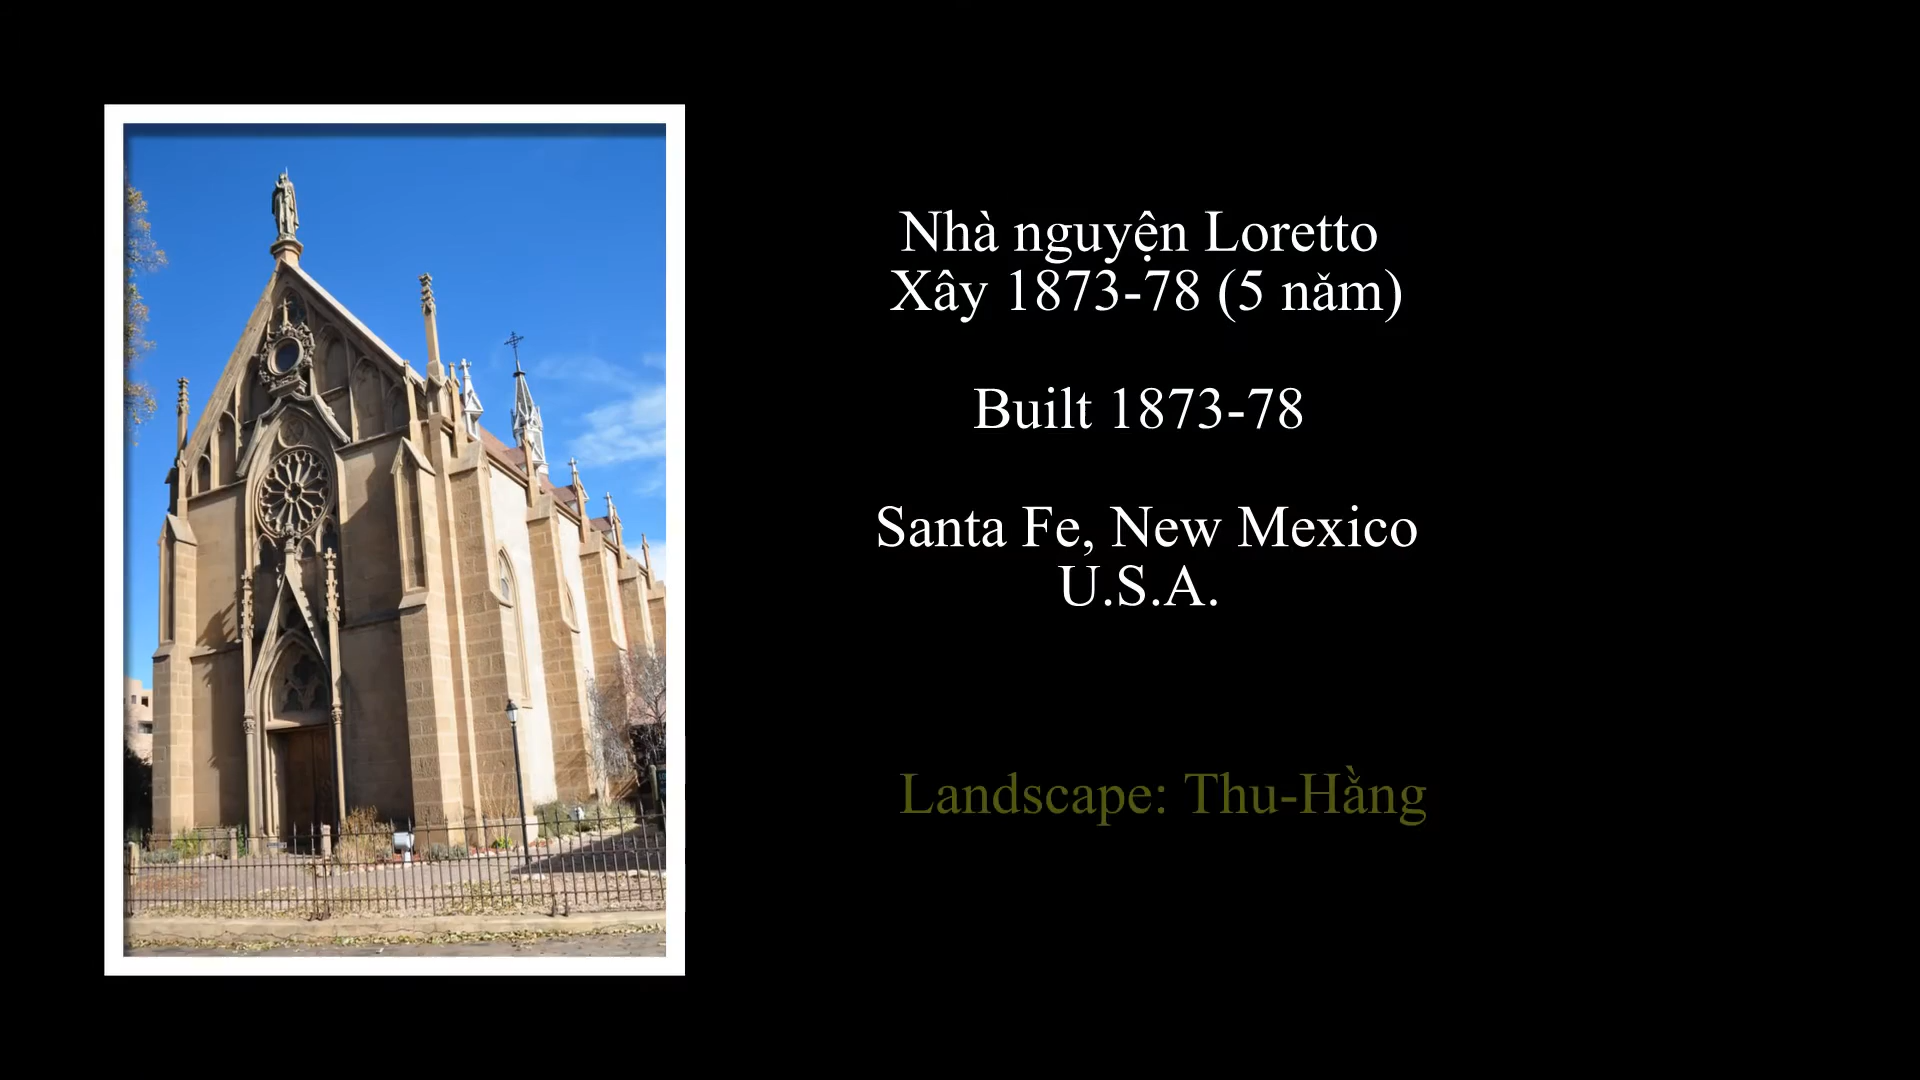 Nhà nguyện Loretto
Xây 1873-78 (5 năm)
Built 1873-78
Santa Fe, New Mexico
U.S.A.
Landscape: Thu-Hằng